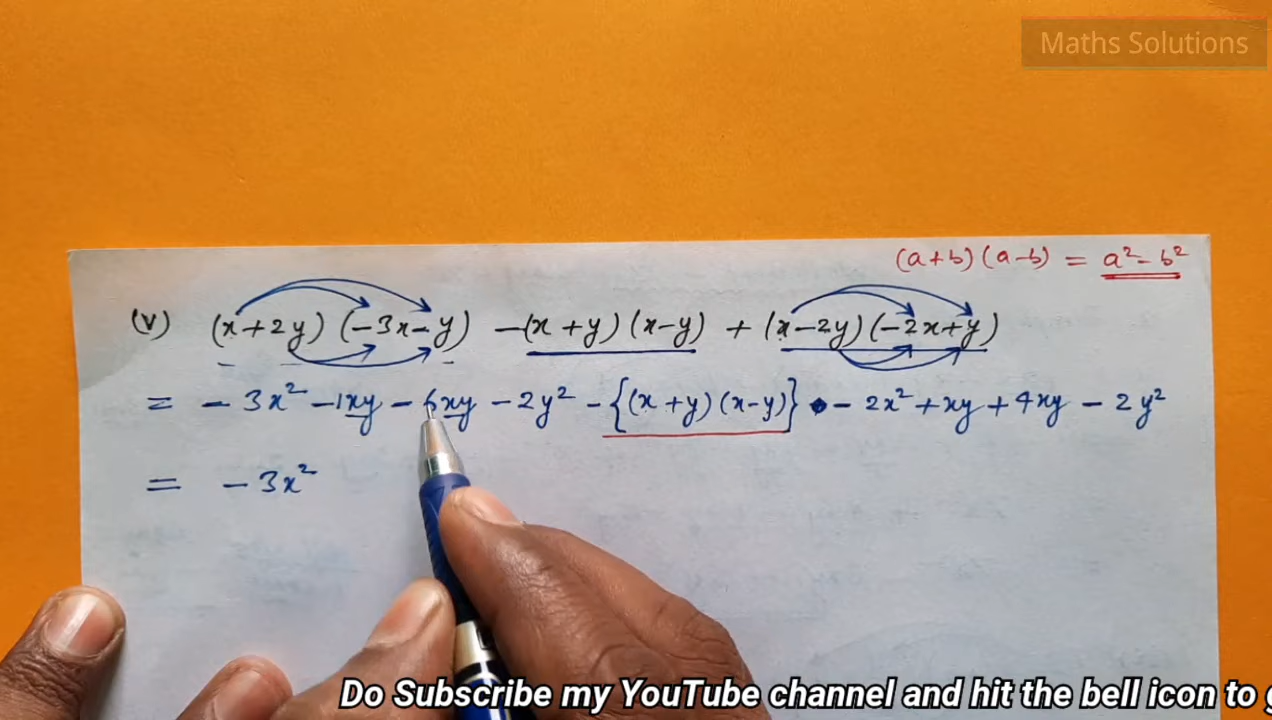 Maths Solutions
(a+b)(a-b) = a²-b²
(v) (x+2y)(-3x-y) -(x+y)(x-y) + (x-2y)(-2x+y)
= -3x² -1xy - 6xy - 2y² - {(x+y)(x-y)} - 2x² + xy + 4xy - 2y²
= -3x²
Do Subscribe my YouTube channel and hit the bell icon to g